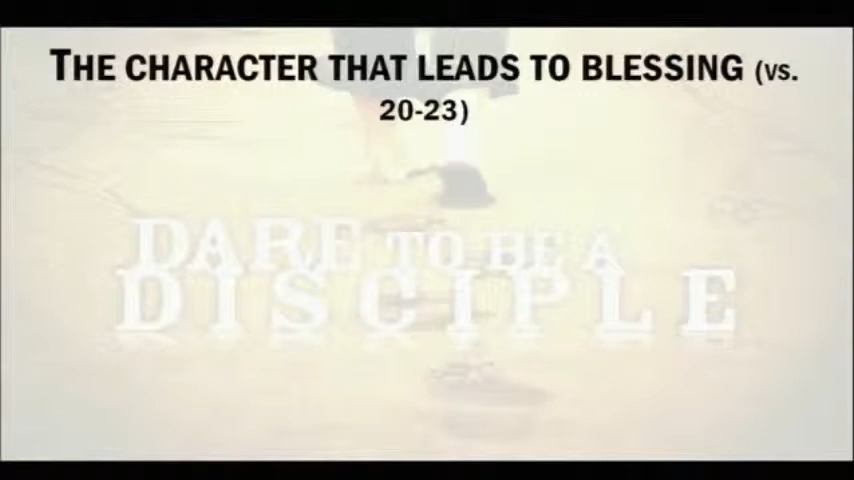 THE CHARACTER THAT LEADS TO BLESSING (VS.
20-23)
DARE TO BE A
DISCIPLE